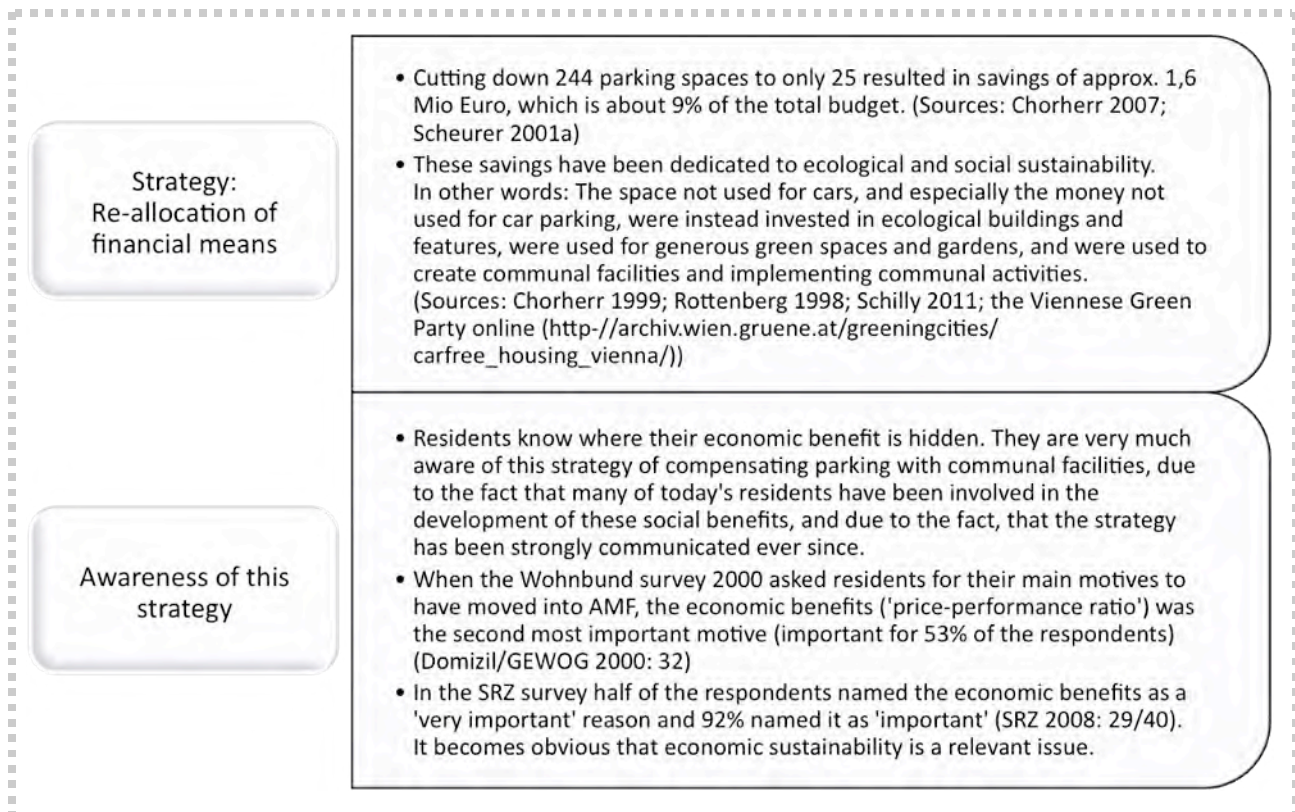 Strategy:
Re-allocation of
financial means
• Cutting down 244 parking spaces to only 25 resulted in savings of approx. 1,6
Mio Euro, which is about 9% of the total budget. (Sources: Chorherr 2007;
Scheurer 2001a)
• These savings have been dedicated to ecological and social sustainability.
In other words: The space not used for cars, and especially the money not
used for car parking, were instead invested in ecological buildings and
features, were used for generous green spaces and gardens, and were used to
create communal facilities and implementing communal activities.
(Sources: Chorherr 1999; Rottenberg 1998; Schilly 2011; the Viennese Green
Party online (http-//archiv.wien.gruene.at/greeningcities/
carfree_housing_vienna/))
Awareness of this
strategy
• Residents know where their economic benefit is hidden. They are very much
aware of this strategy of compensating parking with communal facilities, due
to the fact that many of today's residents have been involved in the
development of these social benefits, and due to the fact, that the strategy
has been strongly communicated ever since.
• When the Wohnbund survey 2000 asked residents for their main motives to
have moved into AMF, the economic benefits ('price-performance ratio') was
the second most important motive (important for 53% of the respondents)
(Domizil/GEWOG 2000: 32)
• In the SRZ survey half of the respondents named the economic benefits as a
'very important' reason and 92% named it as 'important' (SRZ 2008: 29/40).
It becomes obvious that economic sustainability is a relevant issue.